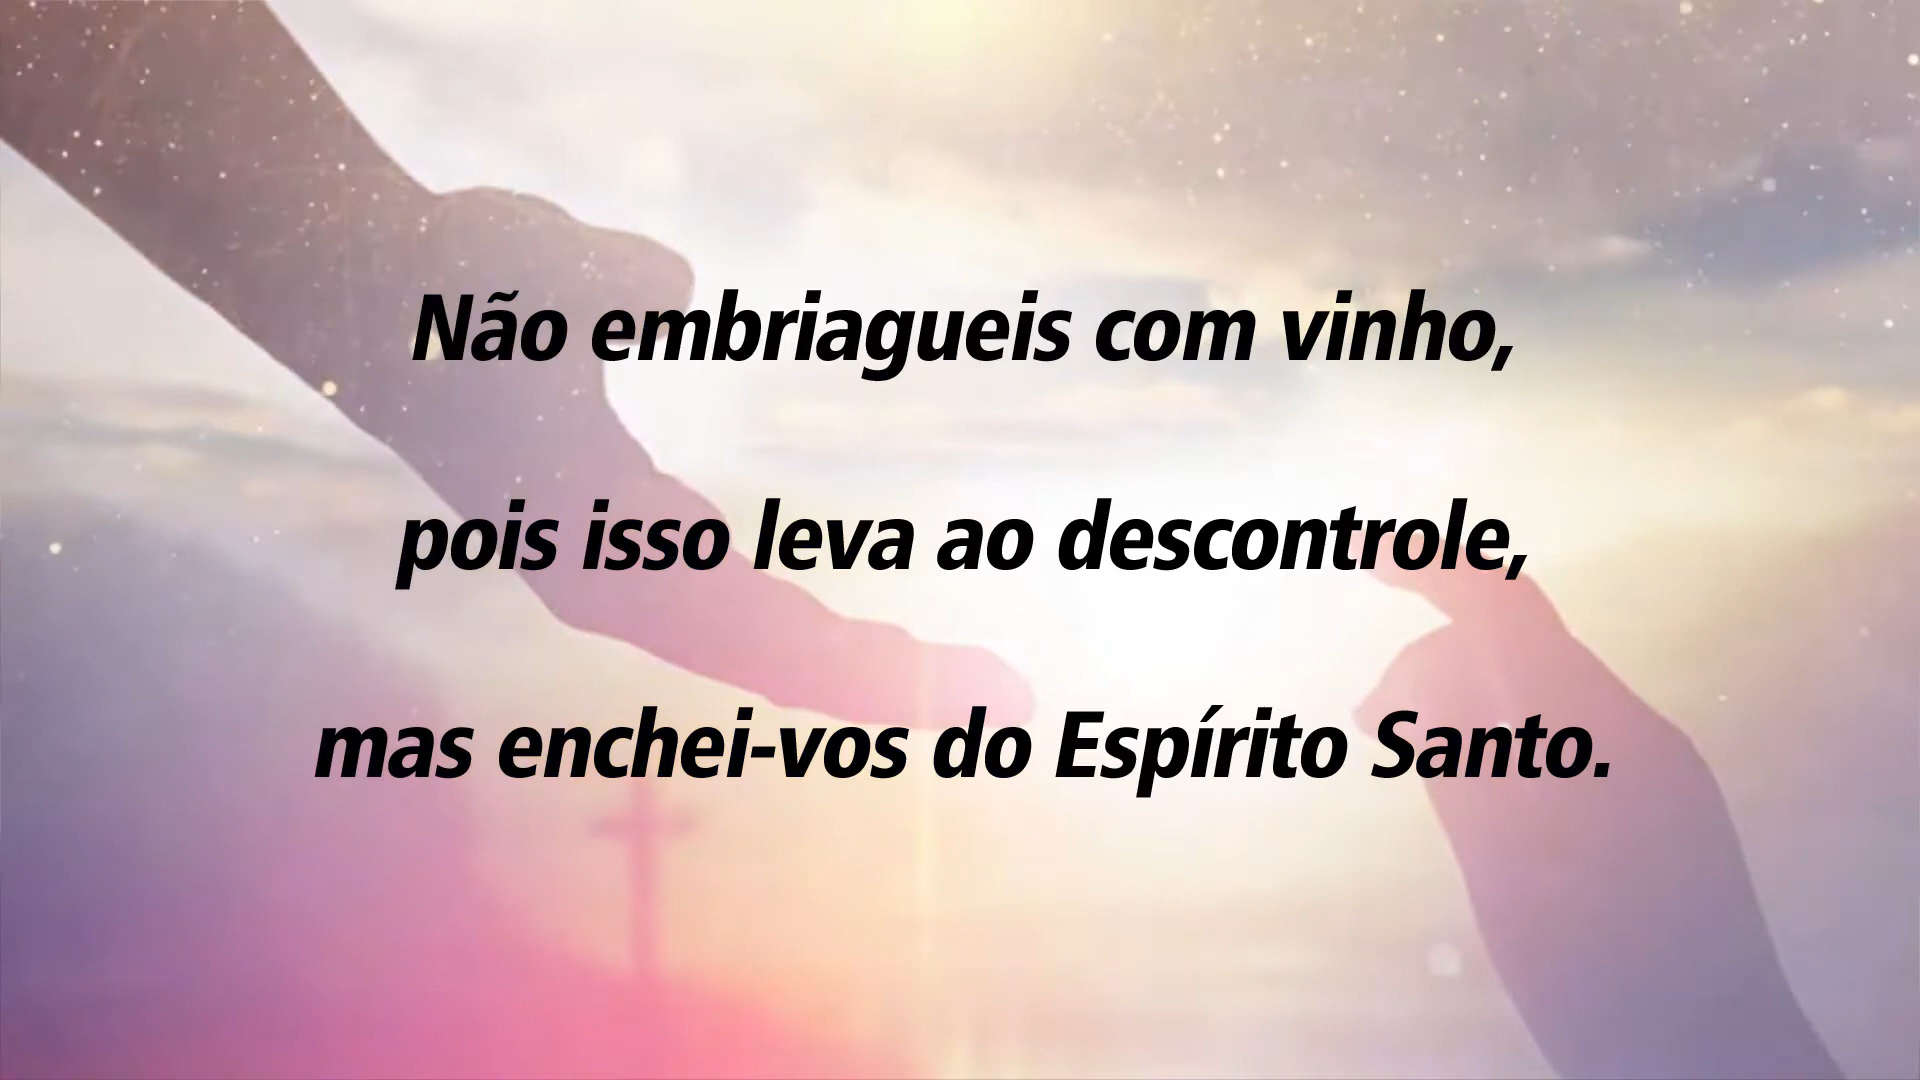 Não embriagueis com vinho,
pois isso leva ao descontrole,
mas enchei-vos do Espírito Santo.